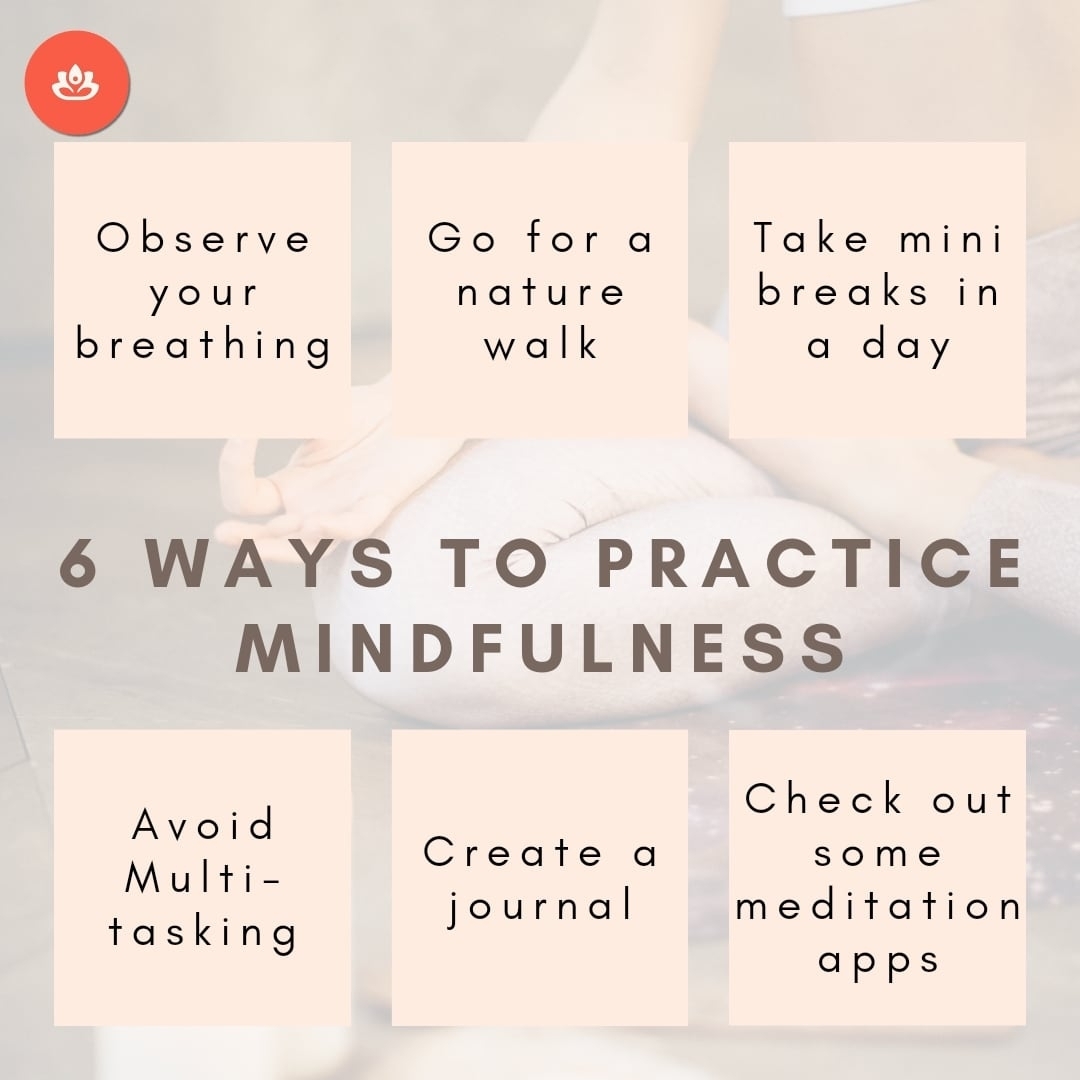 Observe
your
breathing
Go for a
nature
walk
Take mini
breaks in
a day
6 WAYS TO PRACTICE
MINDFULNESS
Avoid
Multi-
tasking
Create a
journal
Check out
some
meditation
apps